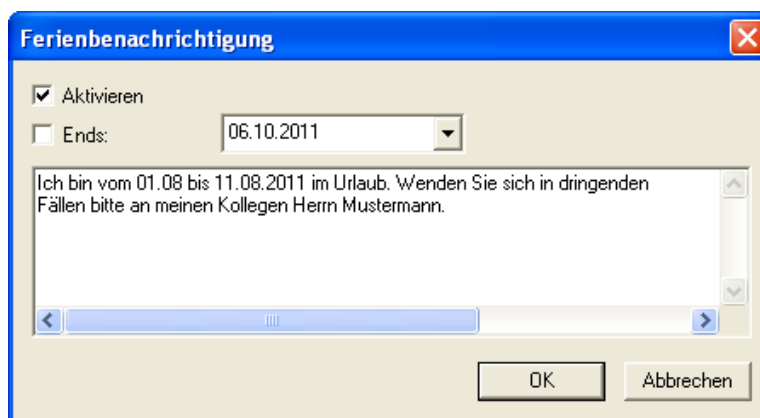 Ferienbenachrichtigung
Aktivieren
Ends: 06.10.2011
Ich bin vom 01.08 bis 11.08.2011 im Urlaub. Wenden Sie sich in dringenden
Fällen bitte an meinen Kollegen Herrn Mustermann.
OK Abbrechen